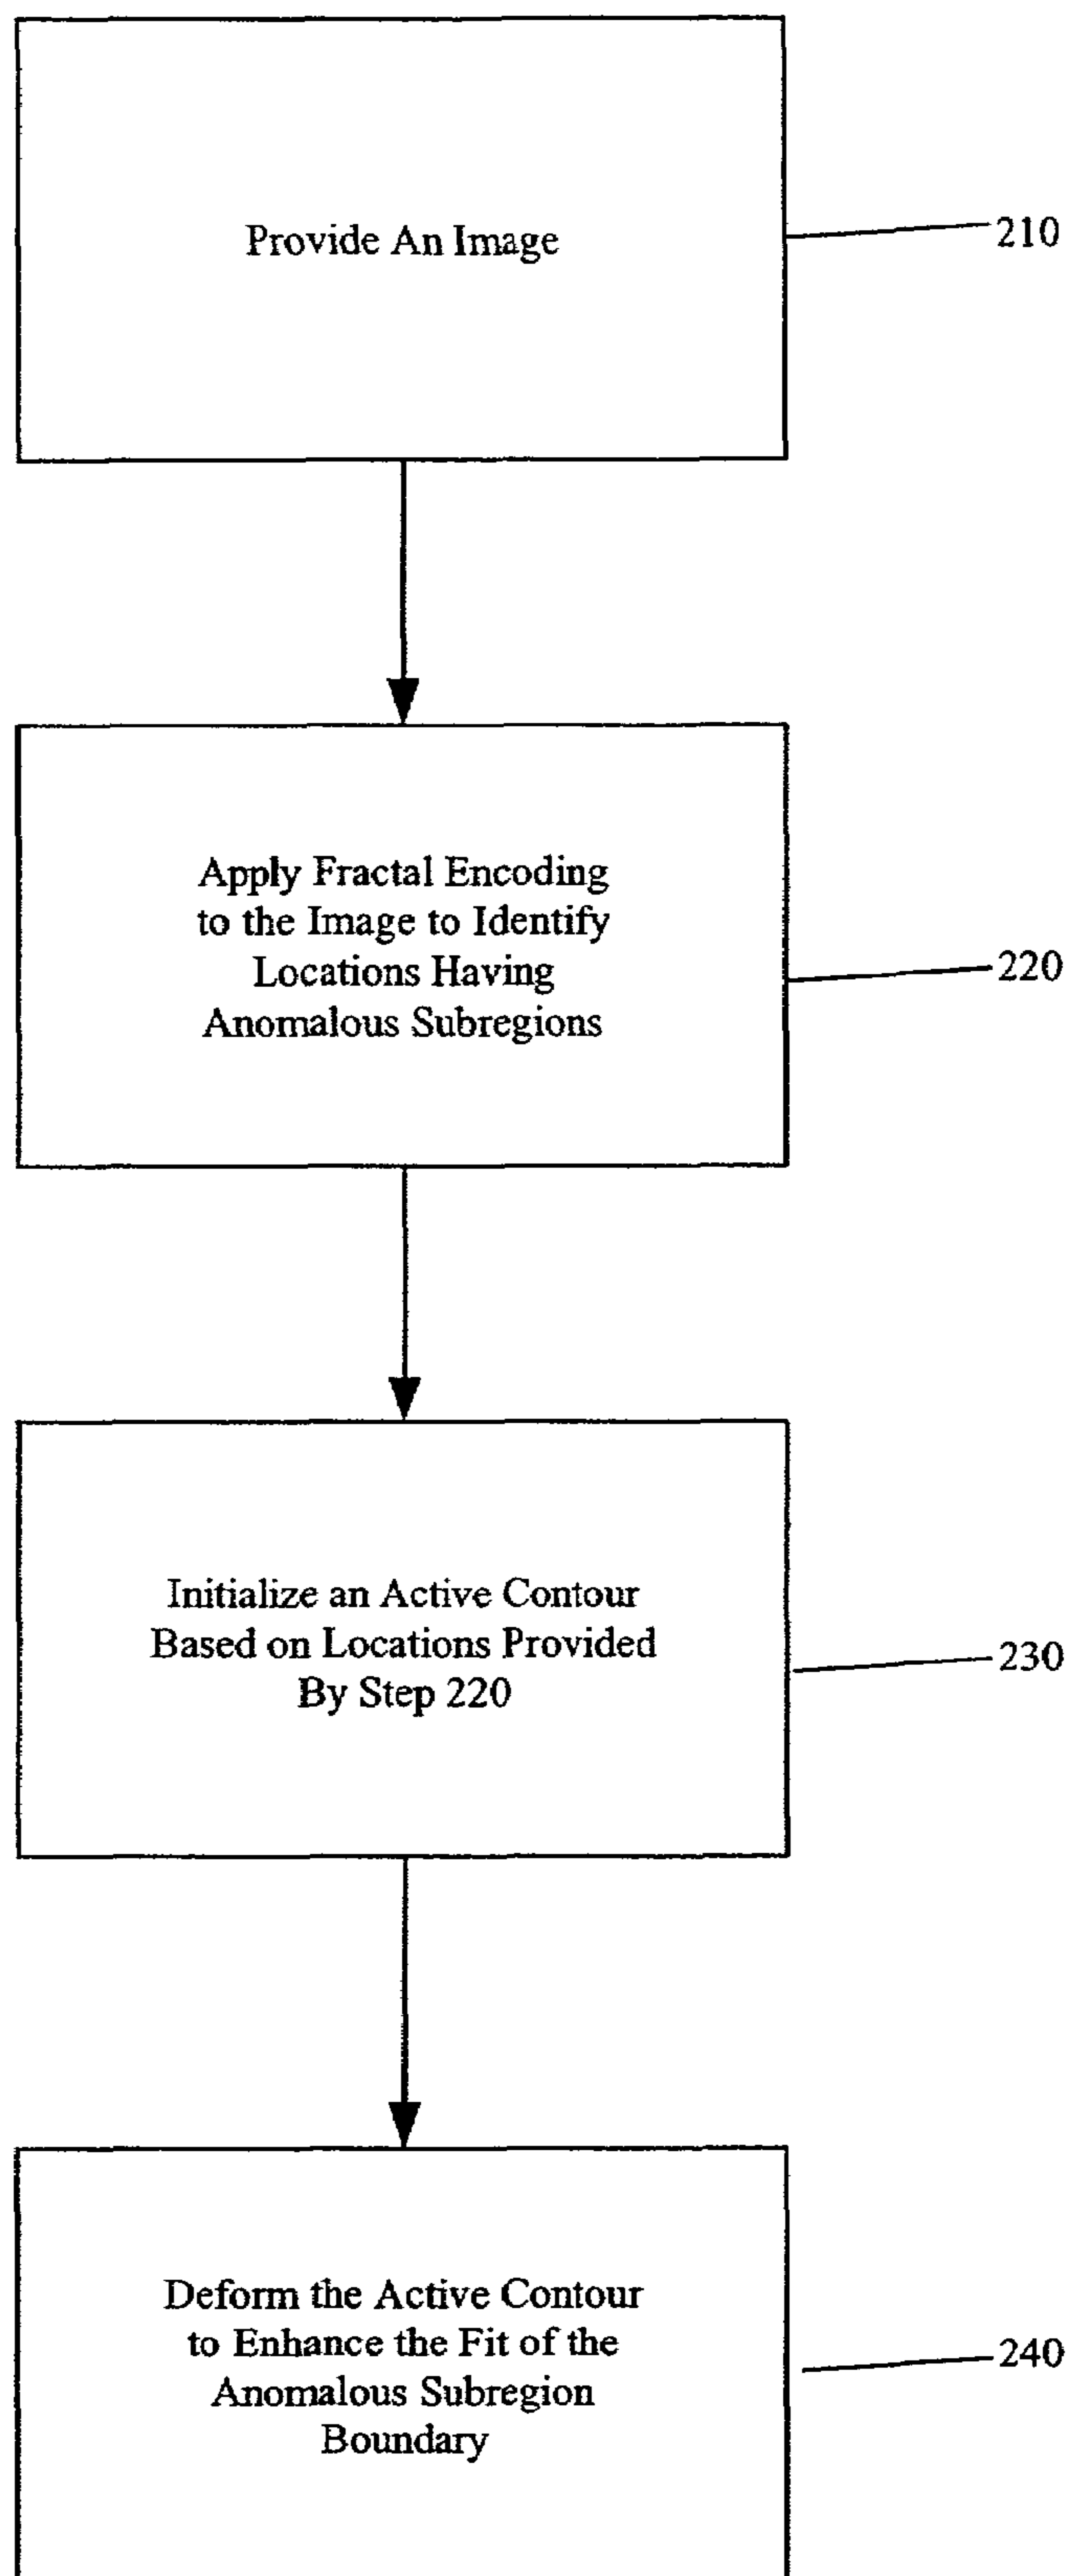 Provide An Image
210
Apply Fractal Encoding
to the Image to Identify
Locations Having
Anomalous Subregions
220
Initialize an Active Contour
Based on Locations Provided
By Step 220
230
Deform the Active Contour
to Enhance the Fit of the
Anomalous Subregion
Boundary
240